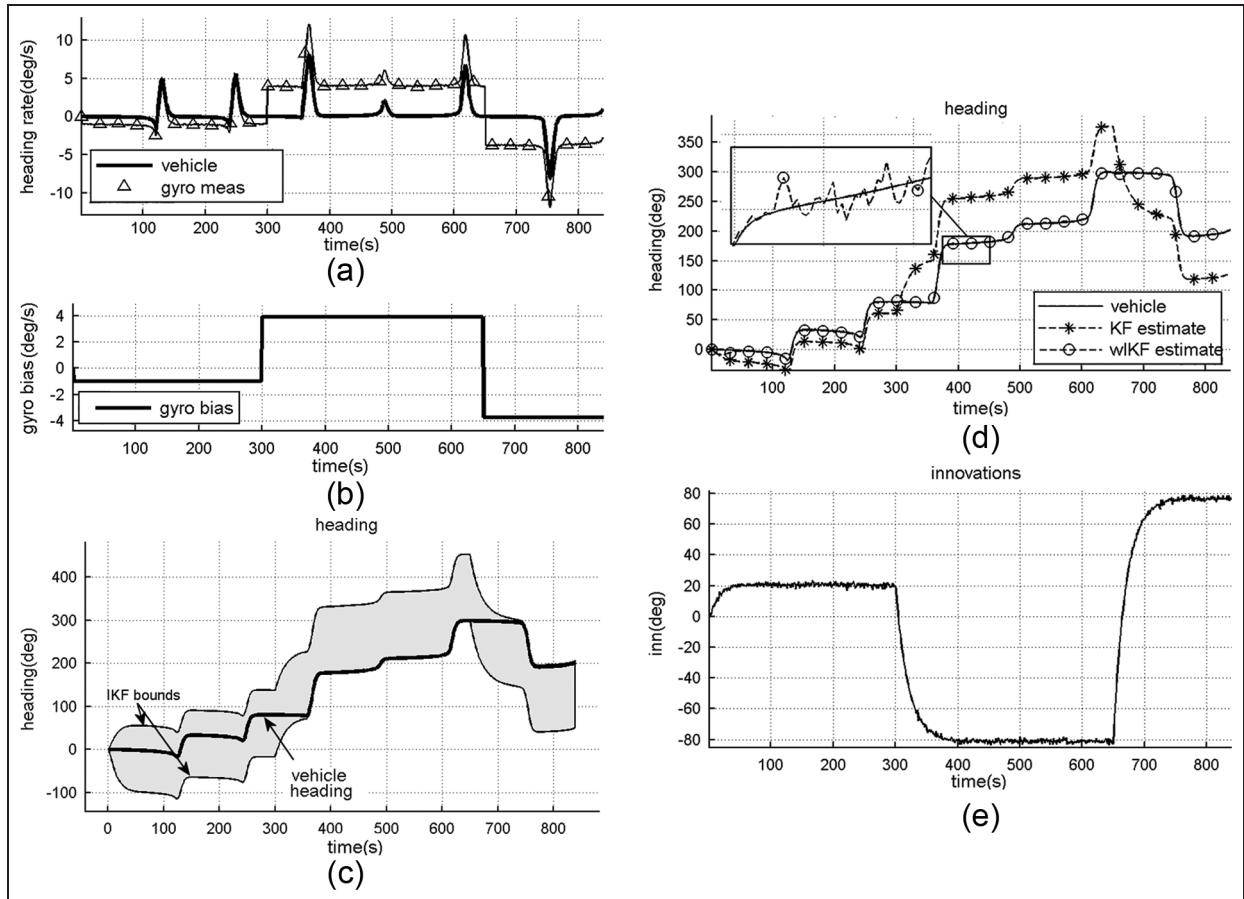 10
5
0
-5
-10
heading rate(deg/s)
vehicle
gyro meas
100 200 300 400 500 600 700 800
time(s)
(a)
4
2
0
-2
-4
gyro bias (deg/s)
gyro bias
100 200 300 400 500 600 700 800
time(s)
(b)
heading
400
300
200
100
0
-100
heading(deg)
IKF bounds
vehicle
heading
0 100 200 300 400 500 600 700 800
time(s)
(c)
heading
350
300
250
200
150
100
50
0
heading(deg)
vehicle
KF estimate
wIKF estimate
100 200 300 400 500 600 700 800
time(s)
(d)
innovations
80
60
40
20
0
-20
-40
-60
-80
inn(deg)
100 200 300 400 500 600 700 800
time(s)
(e)